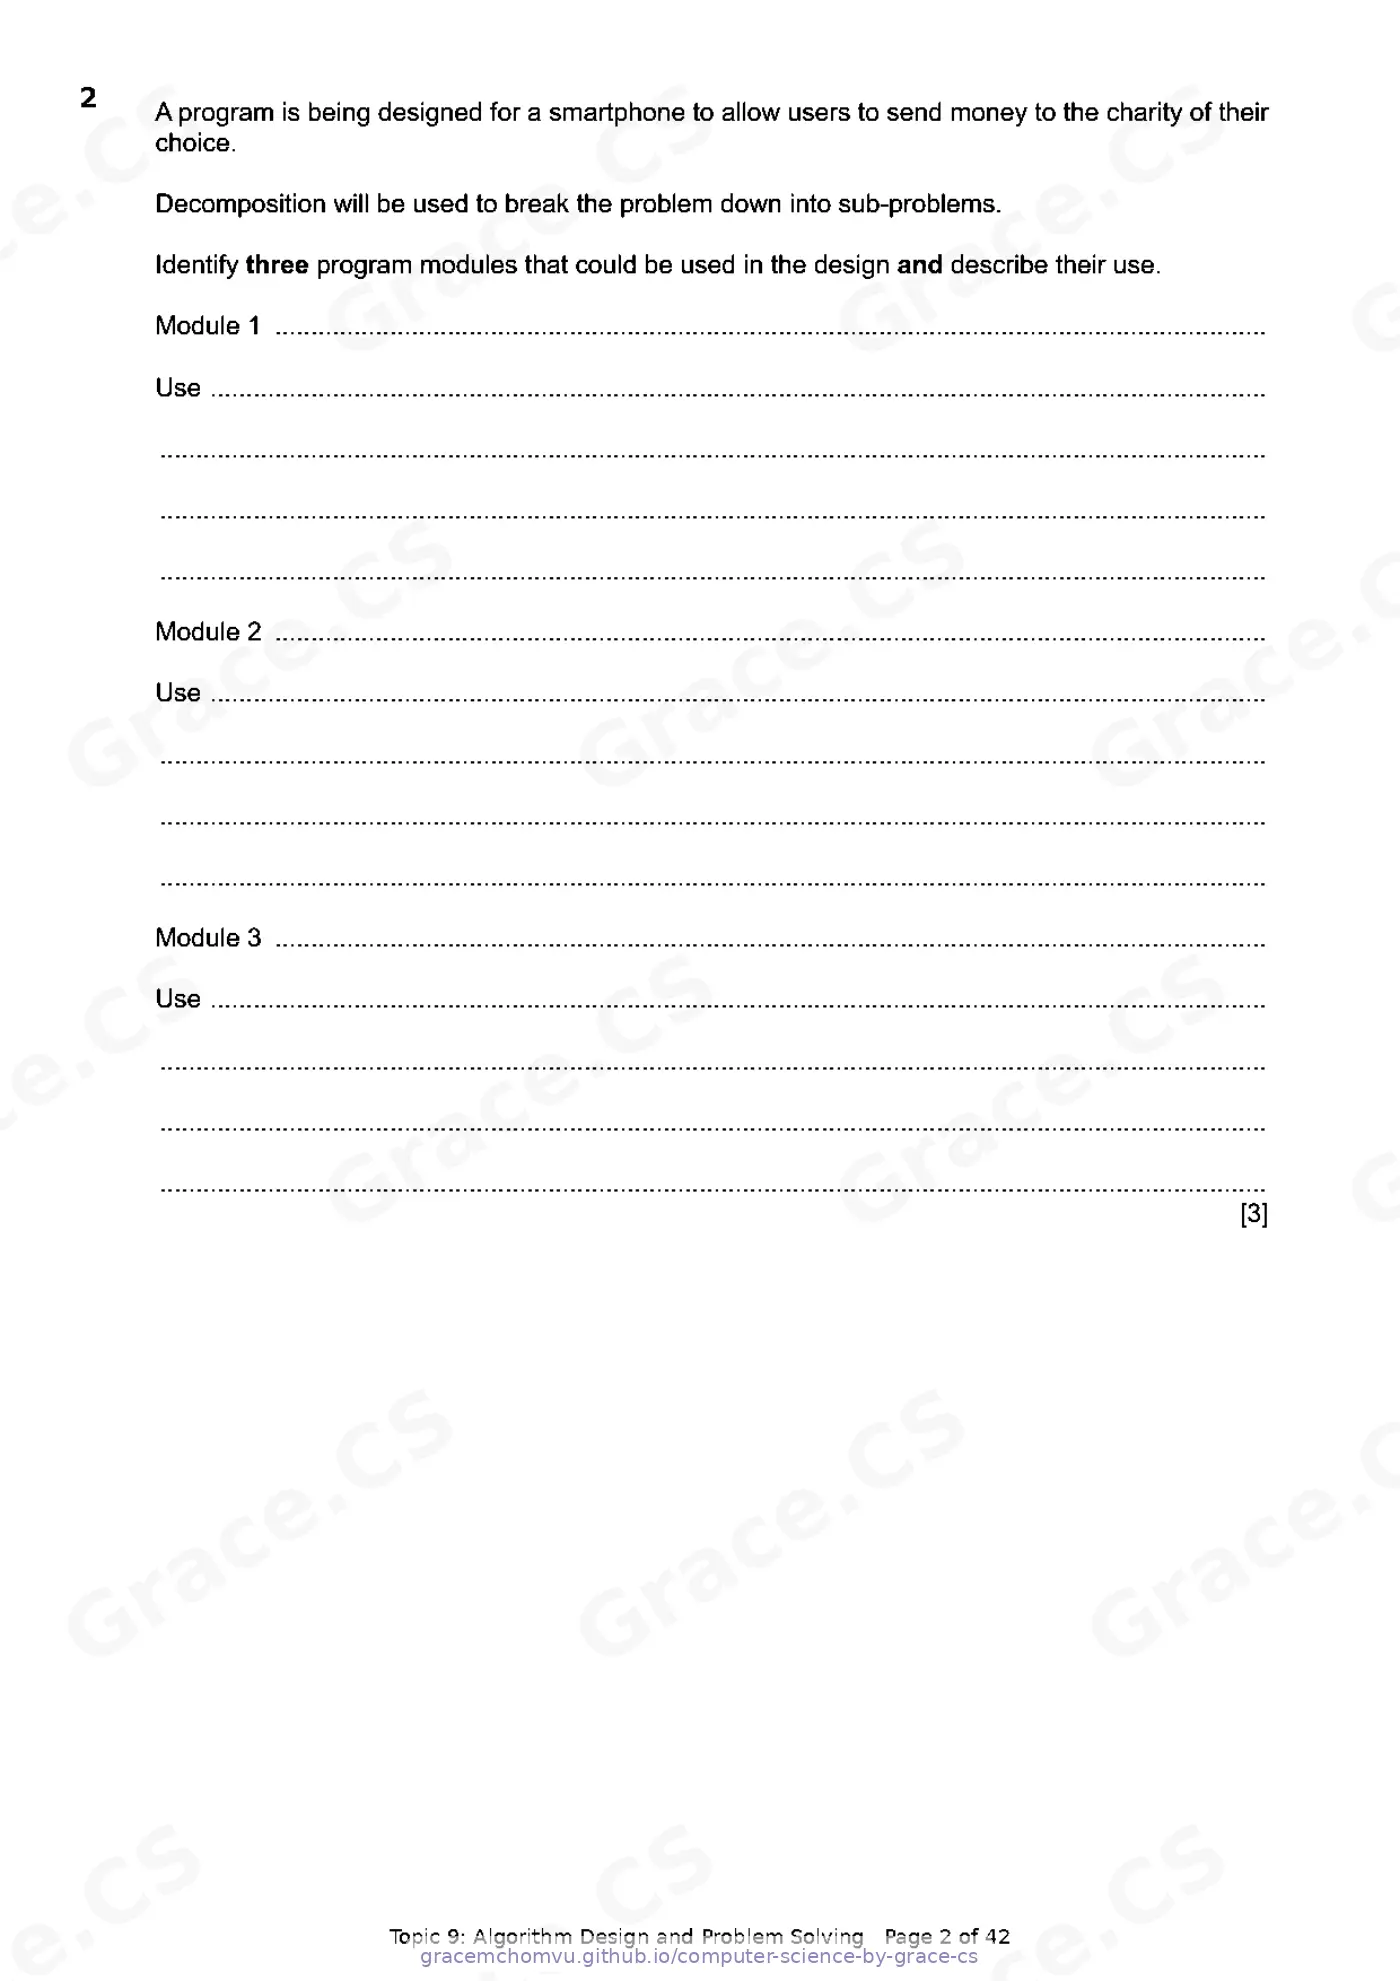 2
A program is being designed for a smartphone to allow users to send money to the charity of their
choice.
Decomposition will be used to break the problem down into sub-problems.
Identify three program modules that could be used in the design and describe their use.
Module 1 ........................................................................
Use ........................................................................
........................................................................
........................................................................
........................................................................
Module 2 ........................................................................
Use ........................................................................
........................................................................
........................................................................
........................................................................
Module 3 ........................................................................
Use ........................................................................
........................................................................
........................................................................
........................................................................
[3]
Topic 9: Algorithm Design and Problem Solving Page 2 of 42
gracemchomvu.github.io/computer-science-by-grace-cs
Grace.CS